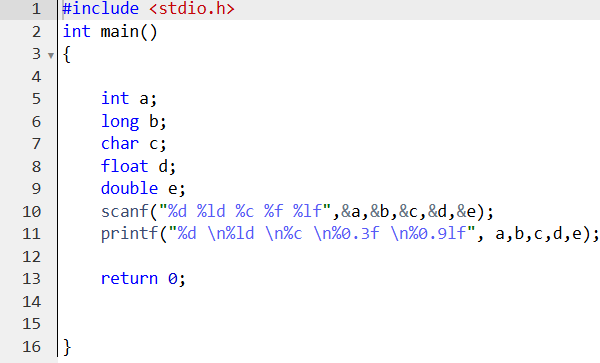 1 #include <stdio.h>
2 int main()
3 {
4
5 int a;
6 long b;
7 char c;
8 float d;
9 double e;
10 scanf("%d %ld %c %f %lf",&a,&b,&c,&d,&e);
11 printf("%d \n%ld \n%c \n%0.3f \n%0.9lf", a,b,c,d,e);
12
13 return 0;
14
15
16 }